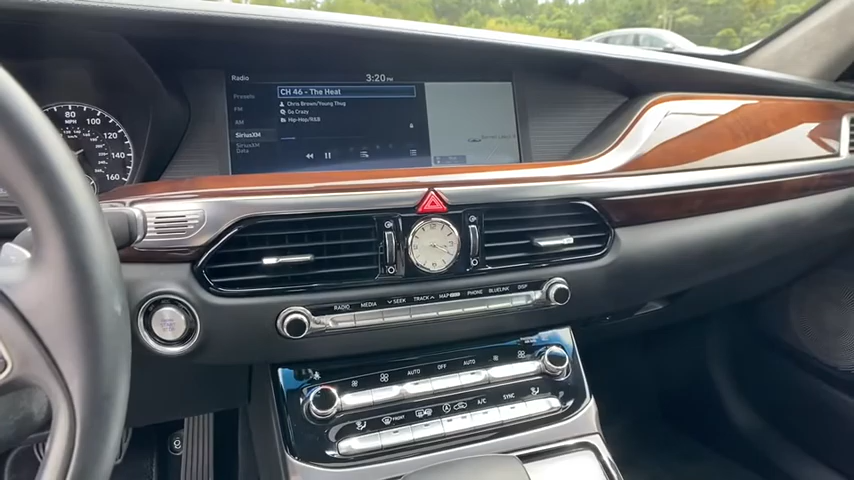 Radio
3:20 PM
Presets
FM
AM
SiriusXM
SiriusXM
Data
CH 46 - The Heat
Chris Brown/Young Thug
Go Crazy
Hip-Hop/R&B
80
100
120
140
160
RADIO MEDIA SEEK TRACK MAP PHONE BLUELINK DISP
AUTO OFF AUTO
FRONT A/C SYNC